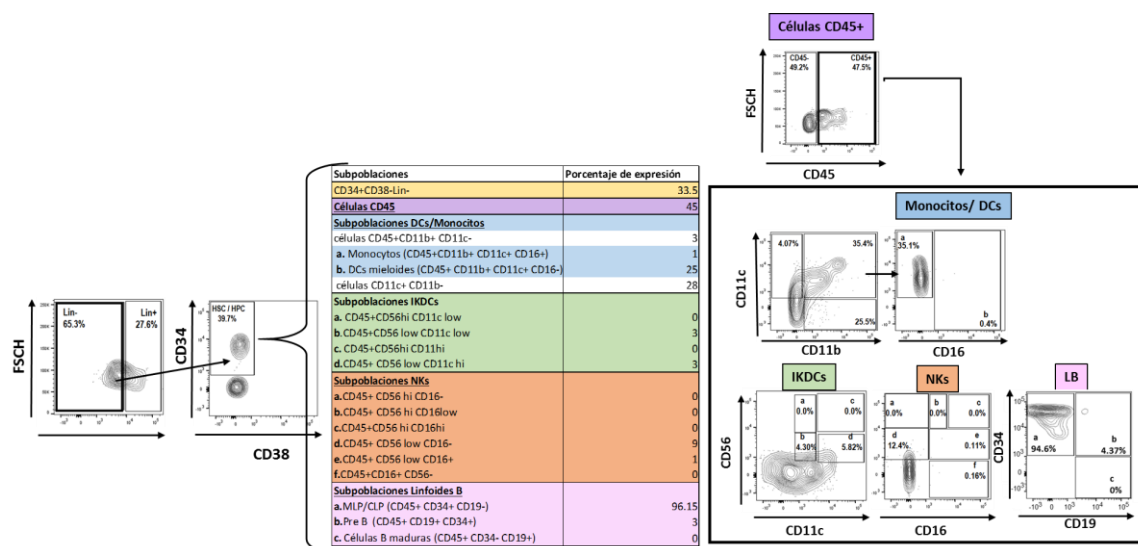 Células CD45+
CD45-
49.2%
CD45+
47.5%
FSCH
CD45
FSCH
Lin-
65.3%
Lin+
27.6%
CD34
HSC / HPC
39.7%
CD38
Subpoblaciones Porcentaje de expresión
CD34+CD38-Lin- 33.5
Células CD45 45
Subpoblaciones DCs/Monocitos
células CD45+CD11b+ CD11c- 3
a. Monocytos (CD45+CD11b+ CD11c+ CD16+) 1
b. DCs mieloides (CD45+ CD11b+ CD11c+ CD16-) 25
células CD11c+ CD11b- 28
Subpoblaciones IKDCs
a. CD45+CD56hi CD11c low 0
b.CD45+CD56 low CD11c low 3
c. CD45+CD56hi CD11hi 0
d.CD45+ CD56 low CD11c hi 3
Subpoblaciones NKs
a.CD45+ CD56 hi CD16- 0
b.CD45+ CD56 hi CD16low 0
c.CD45+CD56 hi CD16hi 0
d.CD45+ CD56 low CD16- 9
e.CD45+ CD56 low CD16+ 1
f.CD45+CD16+ CD56- 0
Subpoblaciones Linfoides B
a.MLP/CLP (CD45+ CD34+ CD19-) 96.15
b.Pre B (CD45+ CD19+ CD34+) 3
c. Células B maduras (CD45+ CD34- CD19+) 0
Monocitos/ DCs
CD11c
4.07%
35.4%
25.5%
CD11b
a
35.1%
b
0.4%
CD16
IKDCs
CD56
a
0.0%
c
0.0%
b
4.30%
d
5.82%
CD11c
NKs
a
0.0%
b
0.0%
c
0.0%
d
12.4%
e
0.11%
f
0.16%
CD16
LB
CD34
a
94.6%
b
4.37%
c
0%
CD19